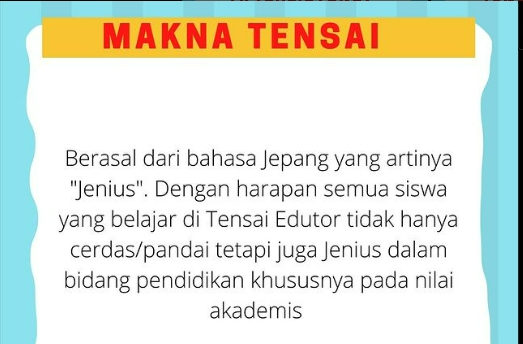 MAKNA TENSAI
Berasal dari bahasa Jepang yang artinya
"Jenius". Dengan harapan semua siswa
yang belajar di Tensai Edutor tidak hanya
cerdas/pandai tetapi juga Jenius dalam
bidang pendidikan khususnya pada nilai
akademis